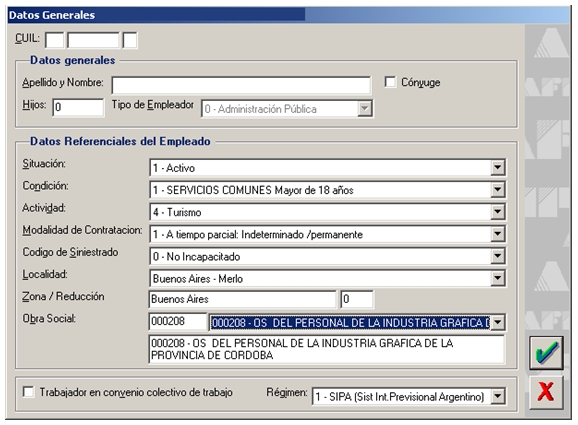 Datos Generales
CUIL:
Datos generales
Apellido y Nombre:
Cónyuge
Hijos: 0 Tipo de Empleador 0 - Administración Pública
Datos Referenciales del Empleado
Situación: 1 - Activo
Condición: 1 - SERVICIOS COMUNES Mayor de 18 años
Actividad: 4 - Turismo
Modalidad de Contratacion: 1 - A tiempo parcial: Indeterminado /permanente
Codigo de Siniestrado 0 - No Incapacitado
Localidad: Buenos Aires - Merlo
Zona / Reducción Buenos Aires 0
Obra Social: 000208 000208 - OS DEL PERSONAL DE LA INDUSTRIA GRAFICA
000208 - OS DEL PERSONAL DE LA INDUSTRIA GRAFICA DE LA
PROVINCIA DE CORDOBA
Trabajador en convenio colectivo de trabajo Régimen: 1 - SIPA (Sist Int.Previsional Argentino)